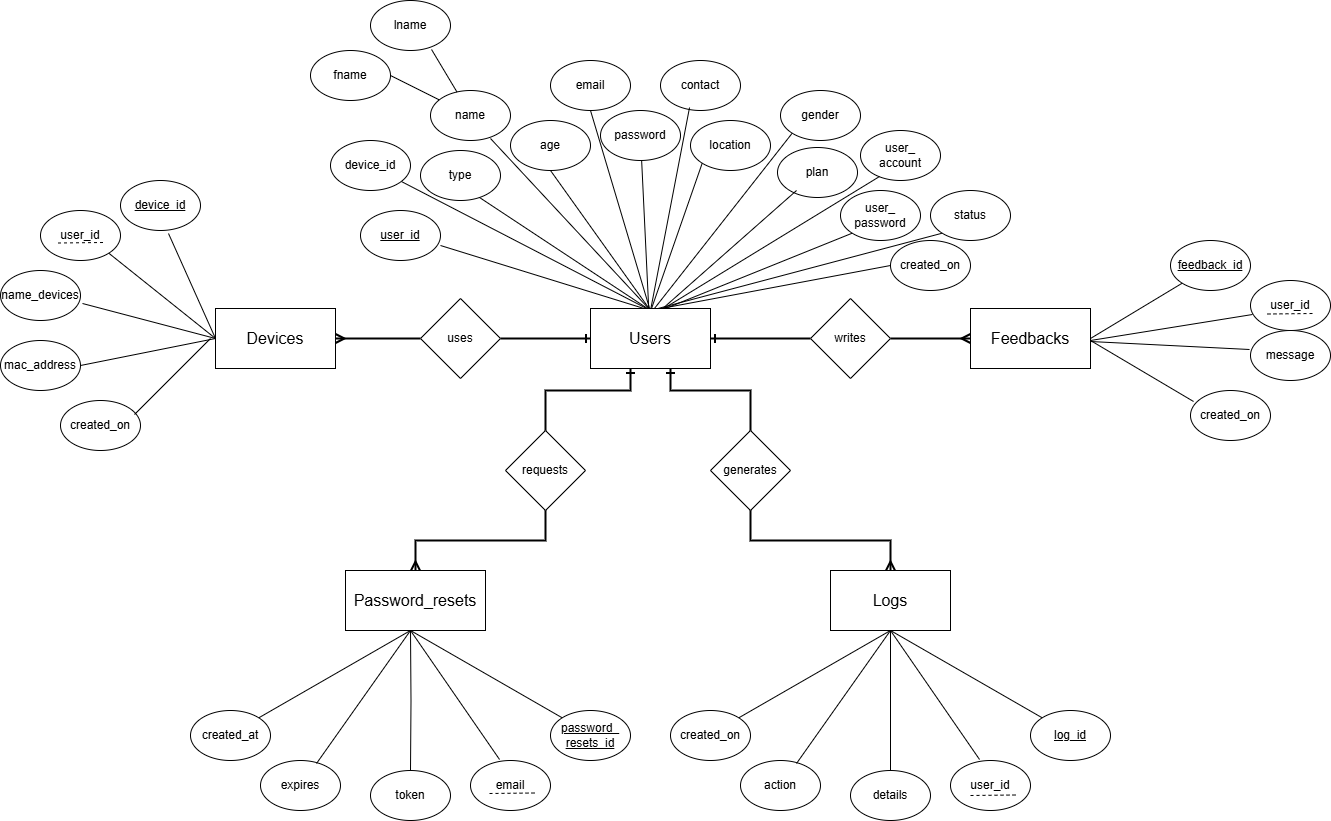 lname
fname
name
email
contact
age
password
location
gender
device_id
type
plan
user_
account
user_id
user_
password
status
created_on
device_id
user_id
name_devices
mac_address
created_on
Devices
uses
Users
writes
Feedbacks
feedback_id
user_id
message
created_on
requests
generates
Password_resets
Logs
created_at
expires
token
email
password_
resets_id
created_on
action
details
user_id
log_id